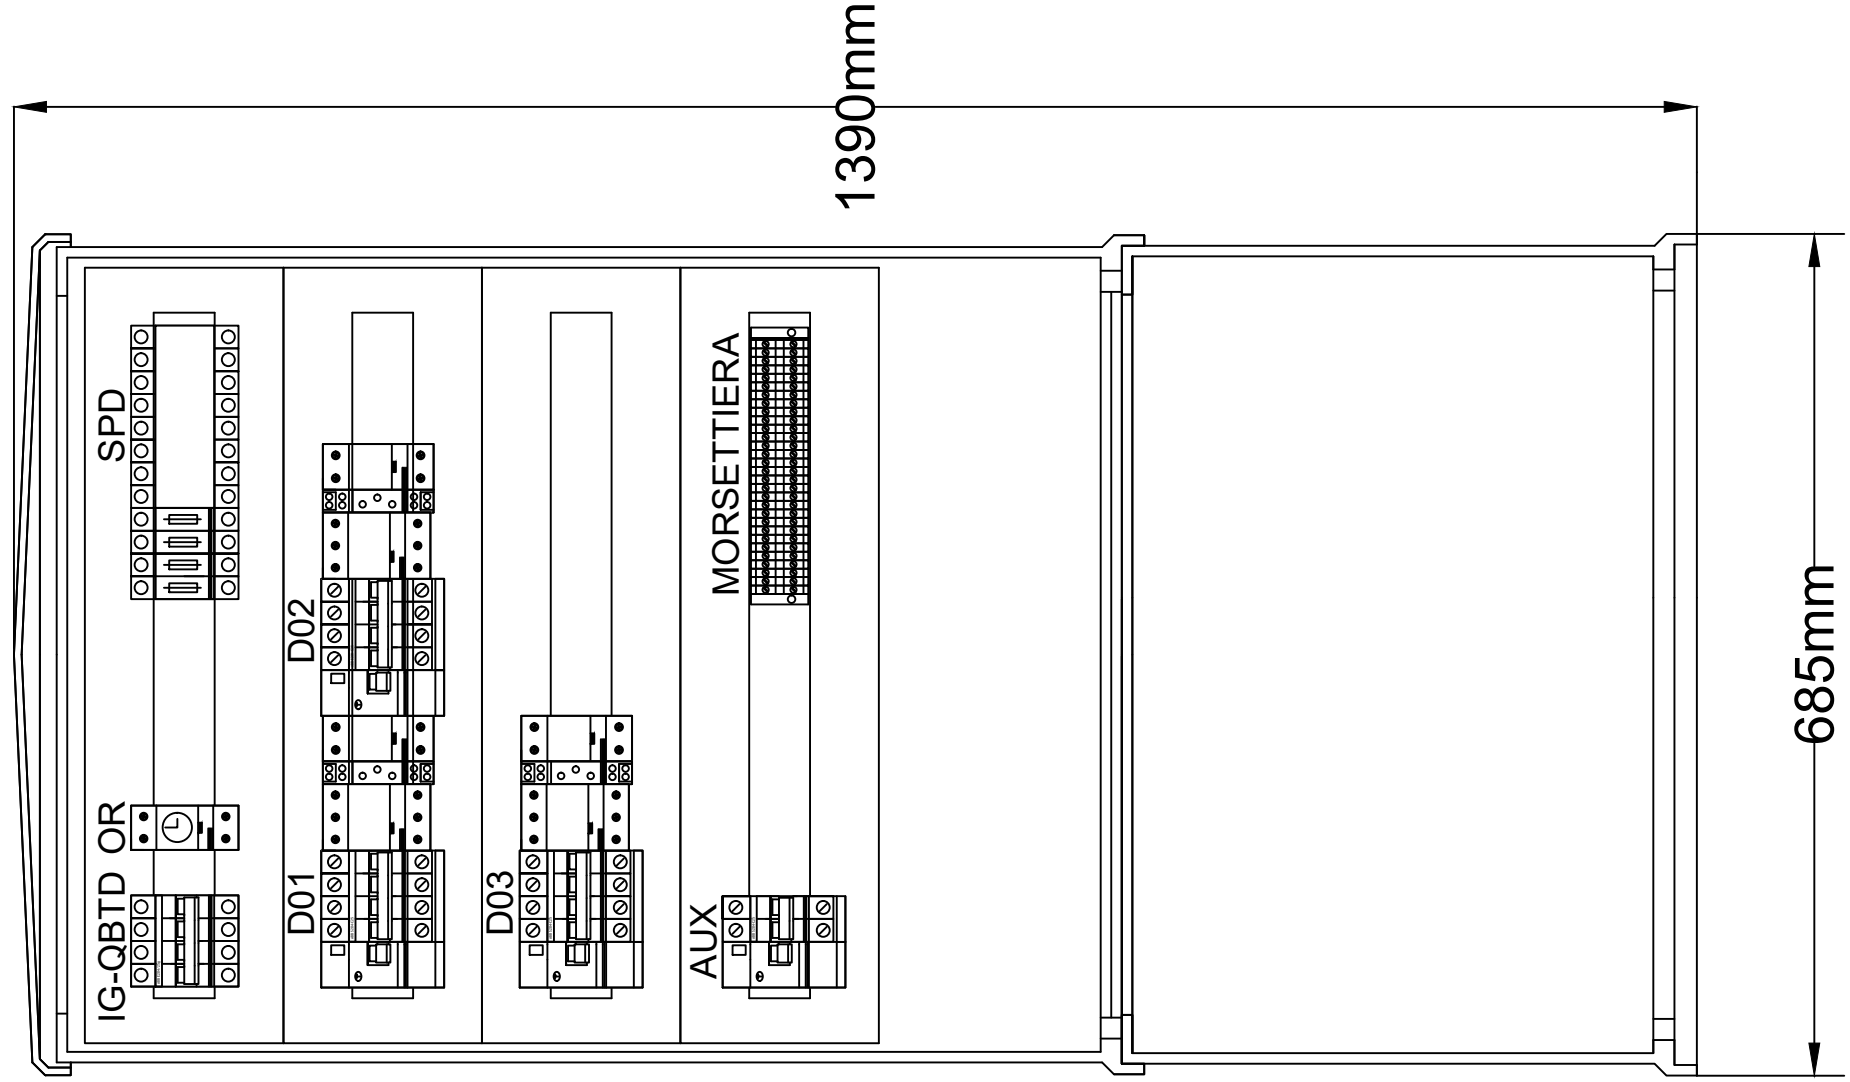 1390mm
685mm
IG-QBTD
OR
SPD
D01
D02
D03
AUX
MORSETTIERA